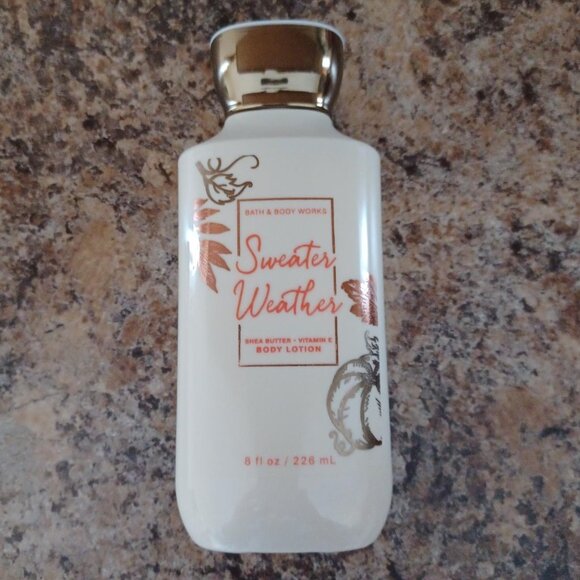 BATH & BODY WORKS
Sweater
Weather
SHEA BUTTER + VITAMIN E
BODY LOTION
8 fl oz / 226 mL